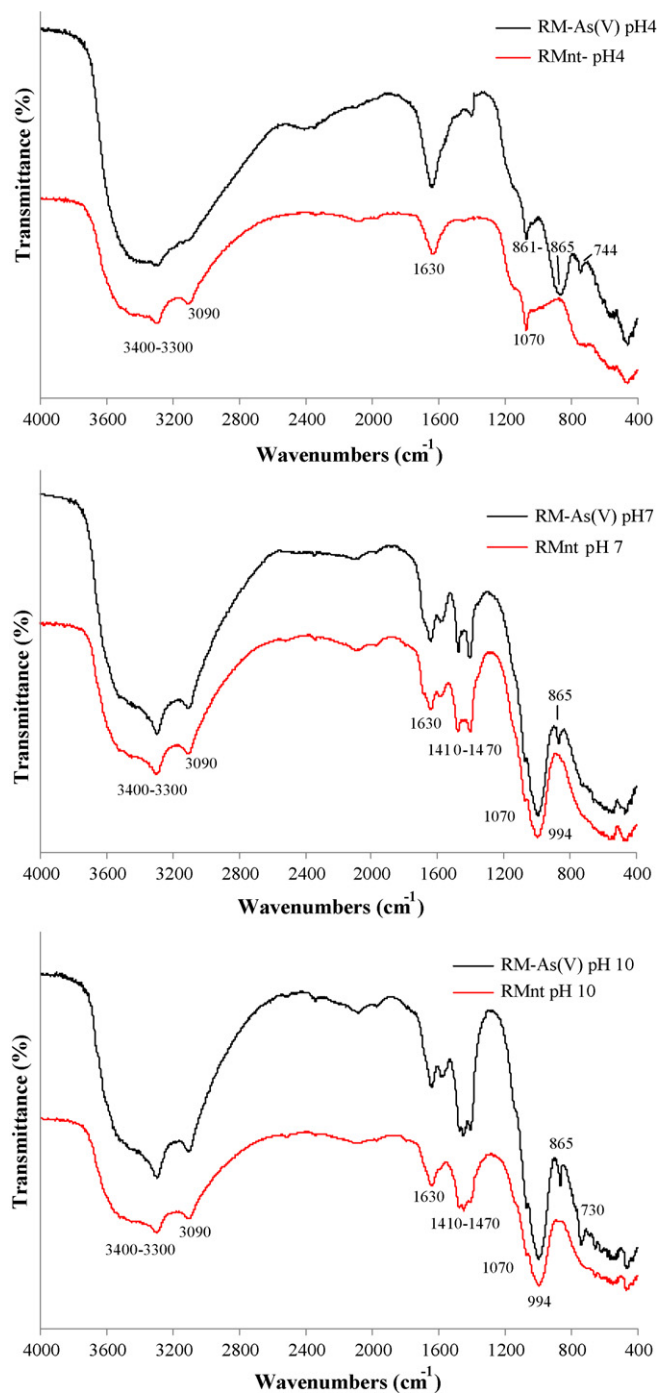 RM-As(V) pH4
RMnt- pH4
Transmittance (%)
861-
865
744
1630
3090
1070
3400-3300
4000 3600 3200 2800 2400 2000 1600 1200 800 400
Wavenumbers (cm-1)
RM-As(V) pH7
RMnt pH 7
Transmittance (%)
865
1630
3090
1410-1470
3400-3300
1070
994
4000 3600 3200 2800 2400 2000 1600 1200 800 400
Wavenumbers (cm-1)
RM-As(V) pH 10
RMnt pH 10
Transmittance (%)
865
1630
730
3090
1410-1470
3400-3300
1070
994
4000 3600 3200 2800 2400 2000 1600 1200 800 400
Wavenumbers (cm-1)